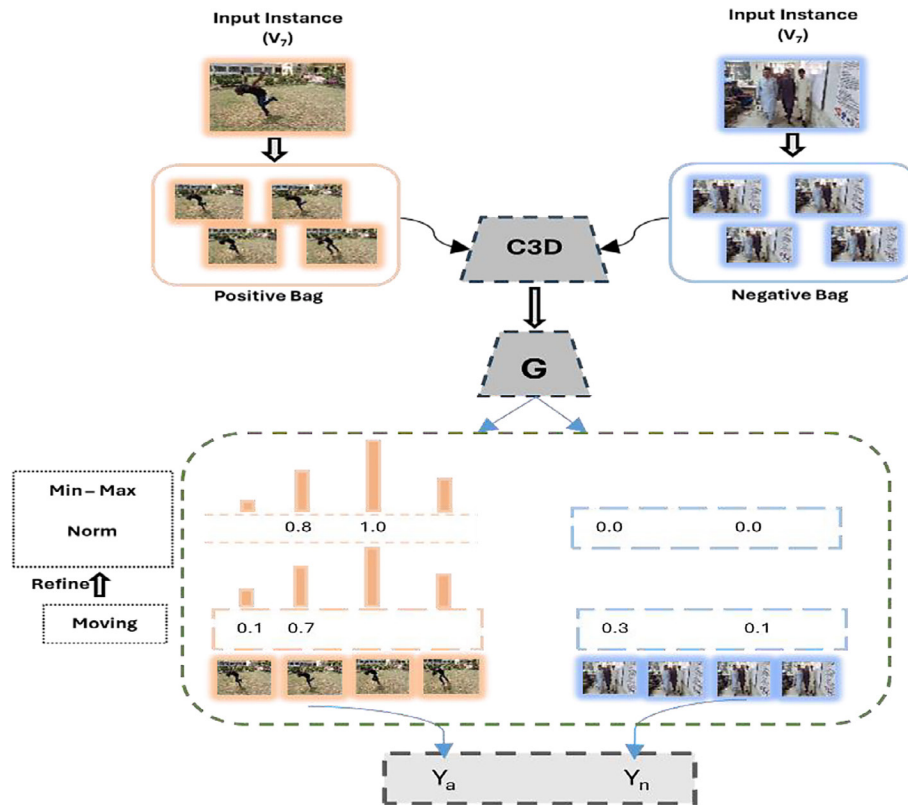 Input Instance
(V₇)
Input Instance
(V₇)
Positive Bag
Negative Bag
C3D
G
Min – Max
Norm
Refine
Moving
0.8 1.0
0.0 0.0
0.1 0.7
0.3 0.1
Yₐ Yₙ